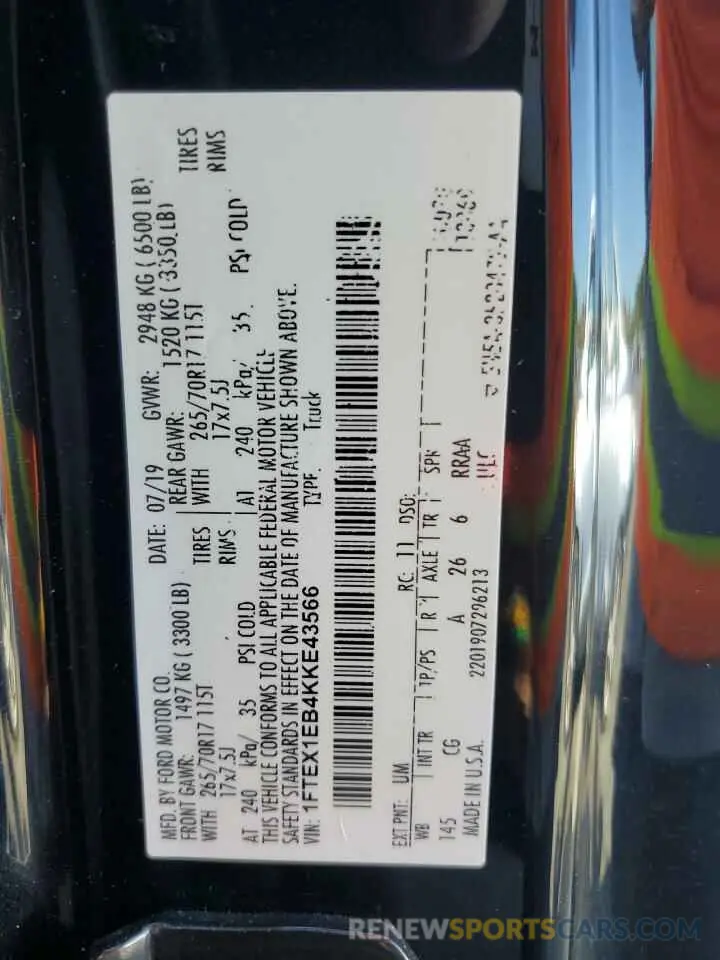 MFD. BY FORD MOTOR CO. DATE: 07/19 GVWR: 2948 KG ( 6500 LB)
FRONT GAWR: 1497 KG ( 3300 LB) REAR GAWR: 1520 KG ( 3350 LB)
WITH 265/70R17 115T TIRES WITH 265/70R17 115T TIRES
17x7.5J RIMS 17x7.5J RIMS
AT 240 kPa/ 35 PSI COLD AT 240 kPa/ 35 PSI COLD
THIS VEHICLE CONFORMS TO ALL APPLICABLE FEDERAL MOTOR VEHICLE
SAFETY STANDARDS IN EFFECT ON THE DATE OF MANUFACTURE SHOWN ABOVE.
VIN: 1FTEX1EB4KKE43566 TYPE: Truck
EXT PNT: UM RC: 11 DSO:
WB INT TR TP/PS R AXLE TR SPR
145 CG A 26 6 RRAA
MADE IN U.S.A. 2201907296213 ULC
RENEWSPORTSCARS.COM